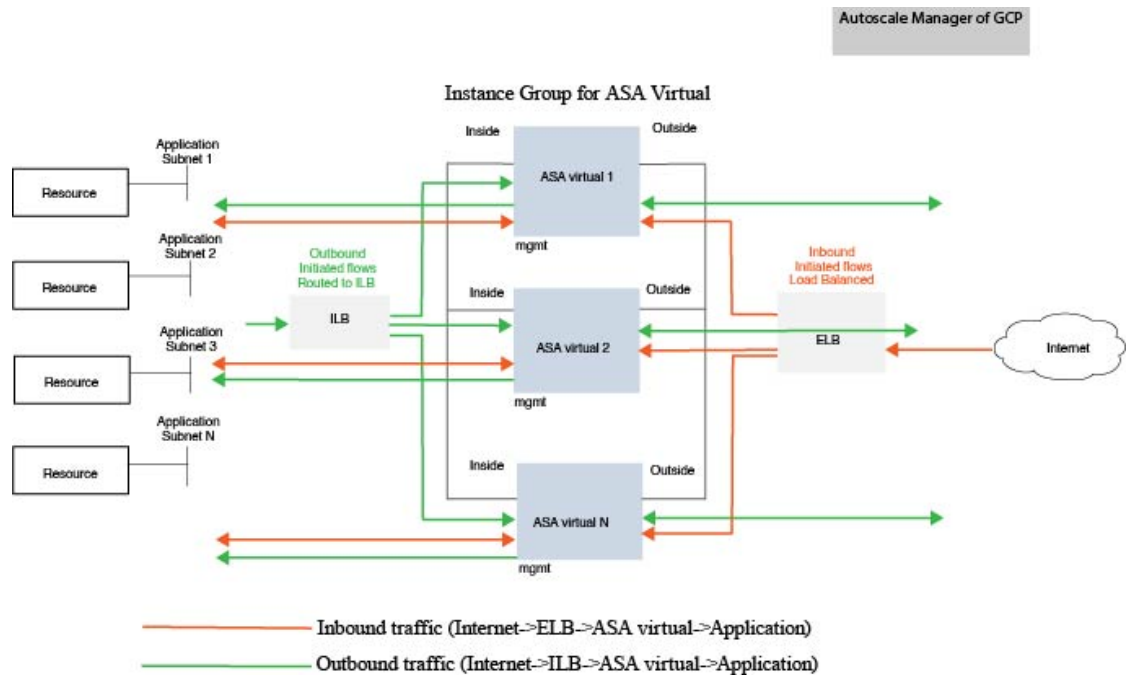 Autoscale Manager of GCP
Instance Group for ASA Virtual
Inside
Outside
Application
Subnet 1
Resource
ASA virtual 1
mgmt
Application
Subnet 2
Resource
Outbound
Initiated flows
Routed to ILB
Inbound
Initiated flows
Load Balanced
Inside
Outside
ILB
ELB
Application
Subnet 3
Resource
ASA virtual 2
Internet
mgmt
Application
Subnet N
Resource
Inside
Outside
ASA virtual N
mgmt
Inbound traffic (Internet->ELB->ASA virtual->Application)
Outbound traffic (Internet->ILB->ASA virtual->Application)